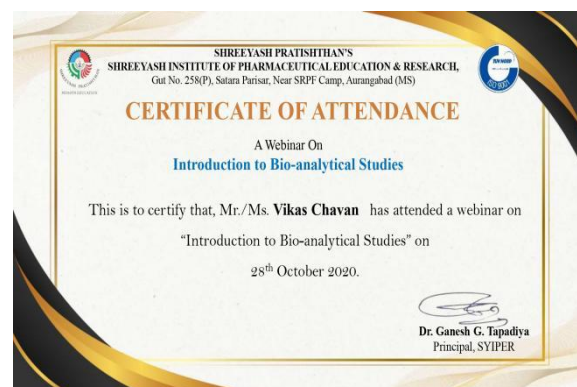 SHREEYASH PRATISHTHAN'S
SHREEYASH INSTITUTE OF PHARMACEUTICAL EDUCATION & RESEARCH,
Gut No. 258(P), Satara Parisar, Near SRPF Camp, Aurangabad (MS)
CERTIFICATE OF ATTENDANCE
A Webinar On
Introduction to Bio-analytical Studies
This is to certify that, Mr./Ms. Vikas Chavan has attended a webinar on
“Introduction to Bio-analytical Studies” on
28th October 2020.
Dr. Ganesh G. Tapadiya
Principal, SYIPER
ISO 9001